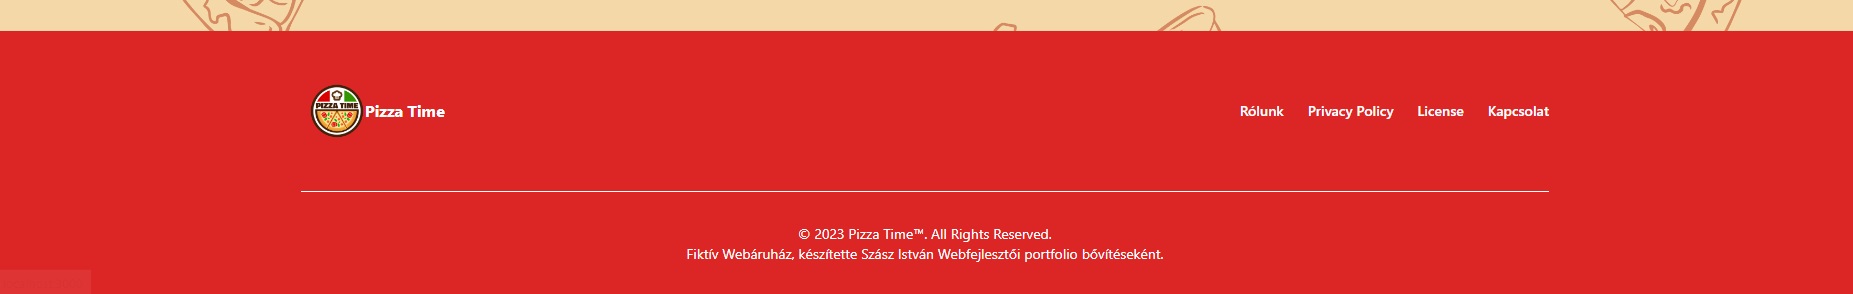 PIZZA TIME
Pizza Time
Rólunk
Privacy Policy
License
Kapcsolat
© 2023 Pizza Time™. All Rights Reserved.
Fiktív Webáruház, készítette Szász István Webfejlesztői portfolio bővítéseként.